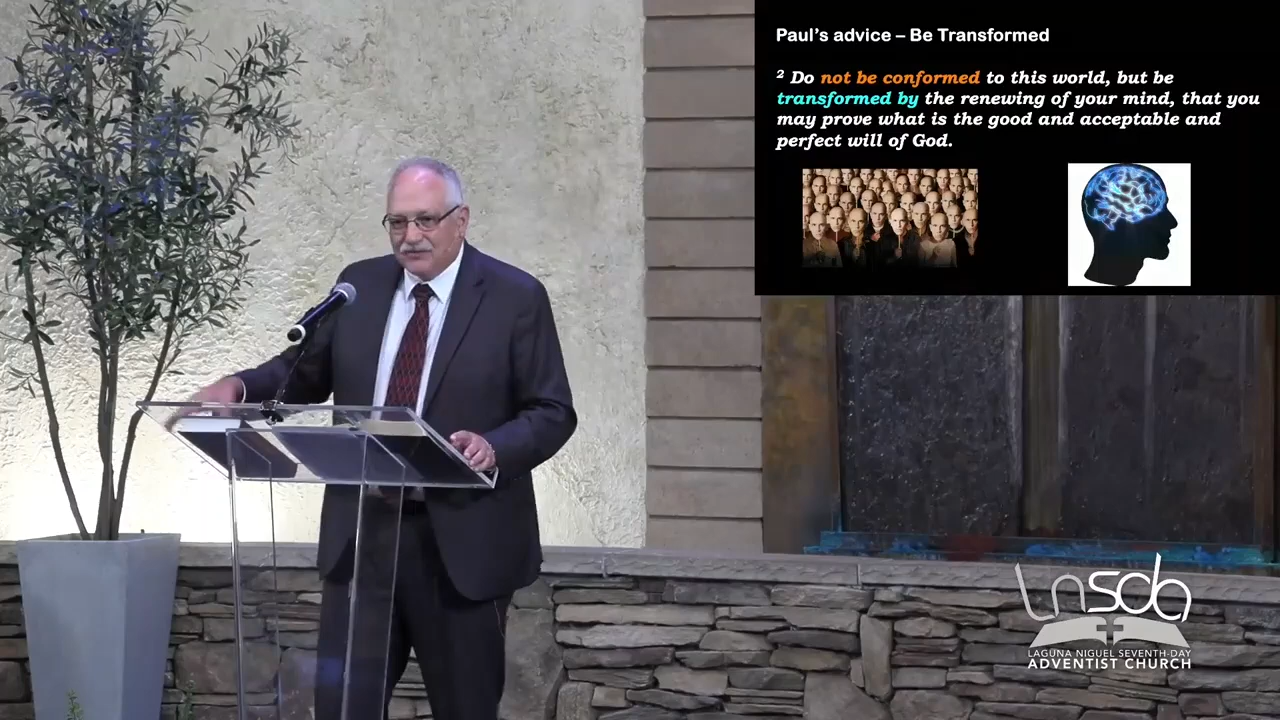 Paul's advice – Be Transformed
2 Do not be conformed to this world, but be
transformed by the renewing of your mind, that you
may prove what is the good and acceptable and
perfect will of God.
LNSDA
LAGUNA NIGUEL SEVENTH-DAY
ADVENTIST CHURCH